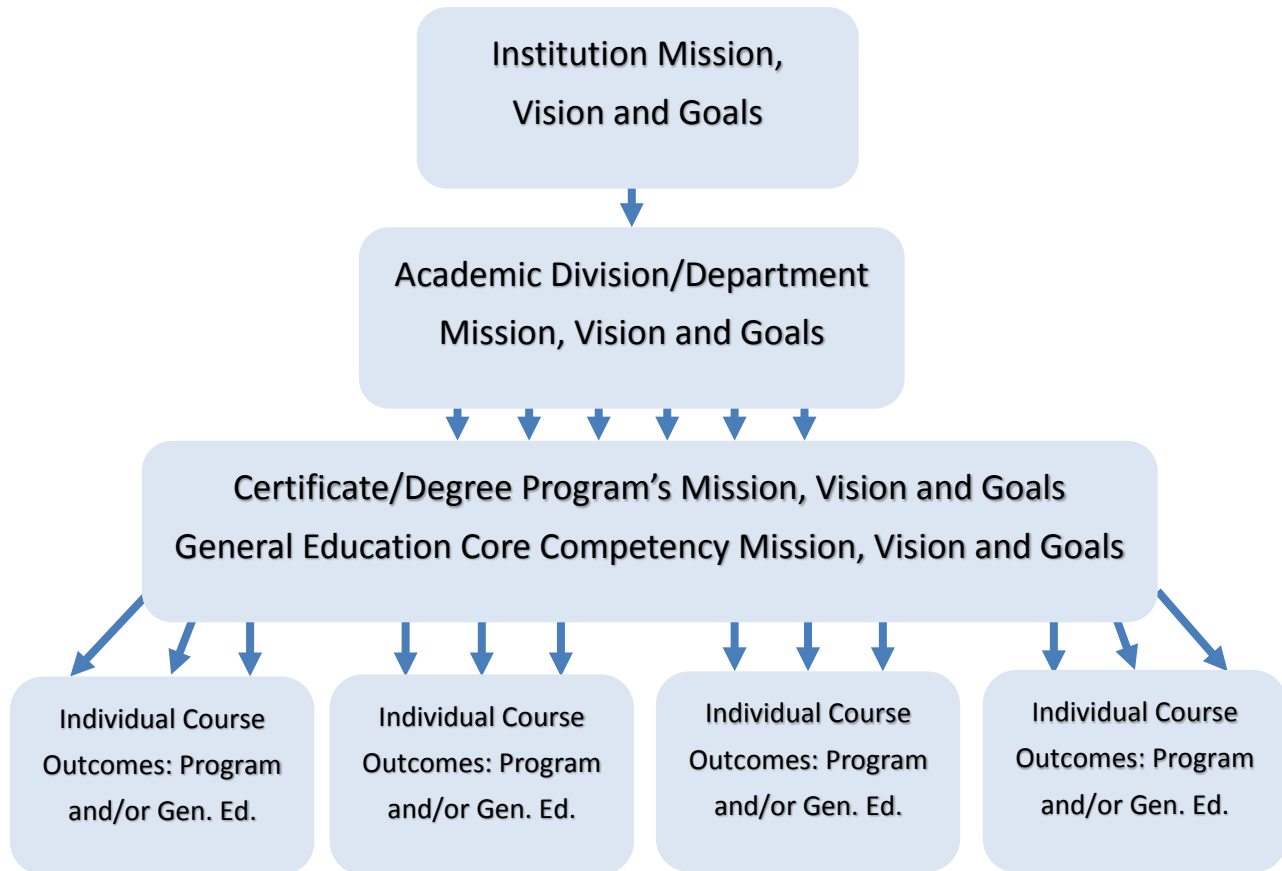 Institution Mission,
Vision and Goals
Academic Division/Department
Mission, Vision and Goals
Certificate/Degree Program’s Mission, Vision and Goals
General Education Core Competency Mission, Vision and Goals
Individual Course
Outcomes: Program
and/or Gen. Ed.
Individual Course
Outcomes: Program
and/or Gen. Ed.
Individual Course
Outcomes: Program
and/or Gen. Ed.
Individual Course
Outcomes: Program
and/or Gen. Ed.